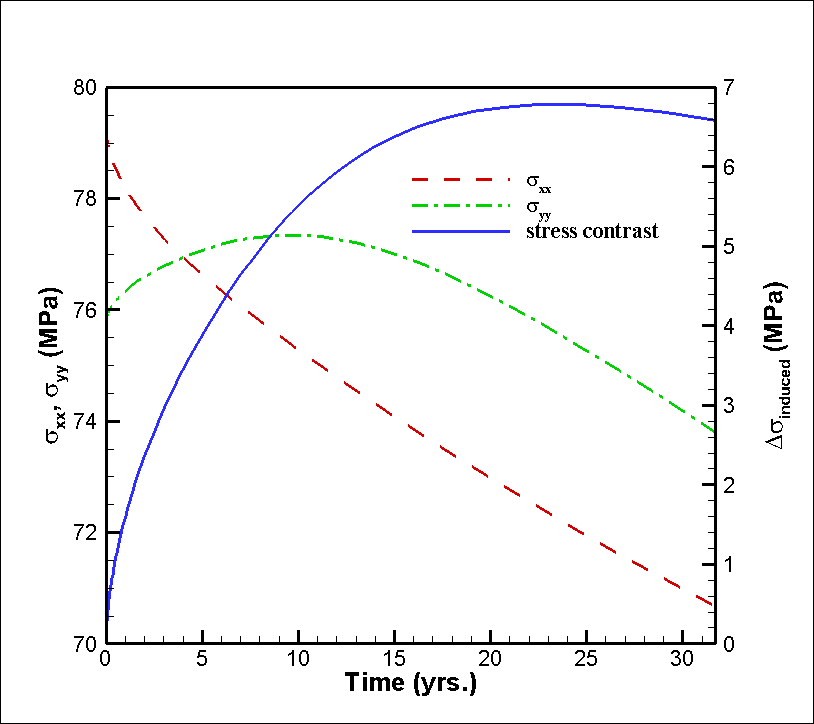 80
78
76
74
72
70
σxx, σyy (MPa)
7
6
5
4
3
2
1
0
Δσinduced (MPa)
σxx
σyy
stress contrast
0 5 10 15 20 25 30
Time (yrs.)